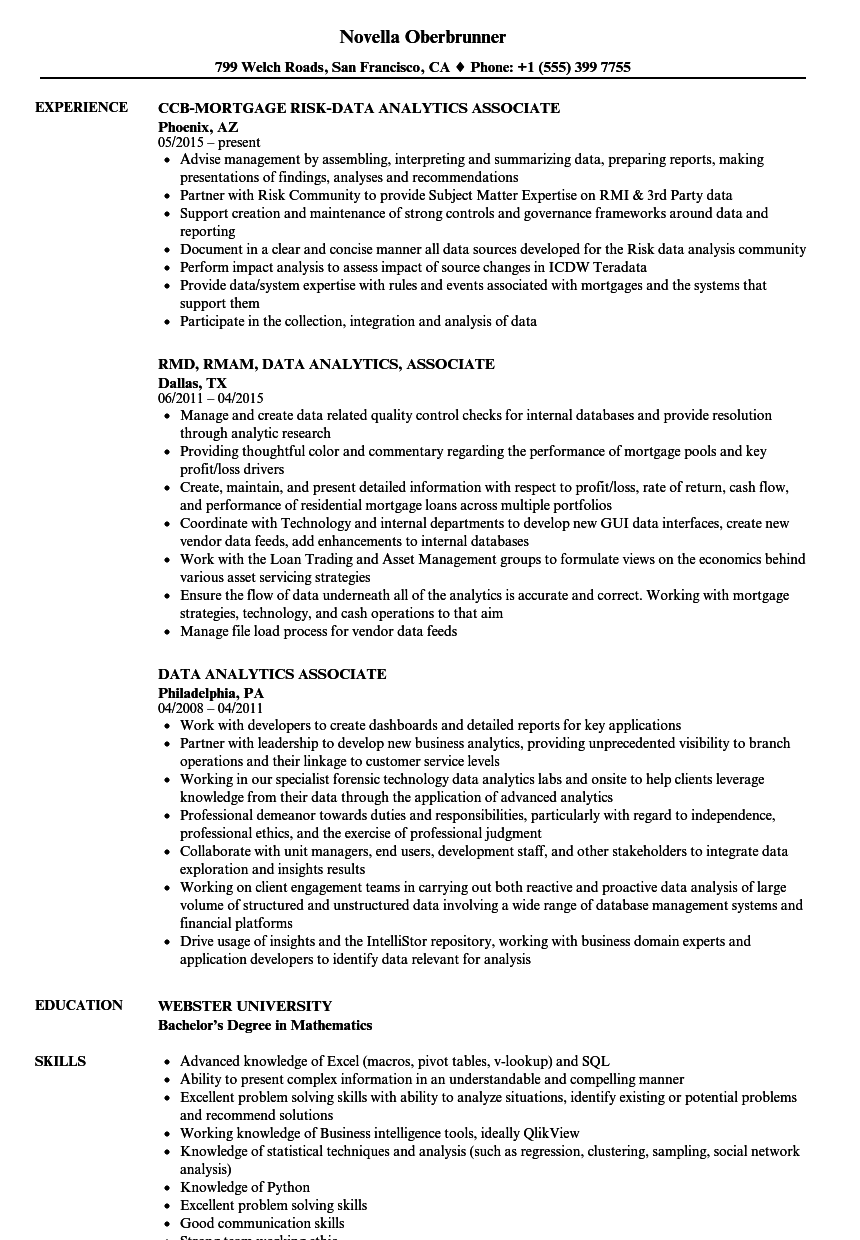 Novella Oberbrunner
799 Welch Roads, San Francisco, CA ♦ Phone: +1 (555) 399 7755
EXPERIENCE
CCB-MORTGAGE RISK-DATA ANALYTICS ASSOCIATE
Phoenix, AZ
05/2015 – present
• Advise management by assembling, interpreting and summarizing data, preparing reports, making
presentations of findings, analyses and recommendations
• Partner with Risk Community to provide Subject Matter Expertise on RMI & 3rd Party data
• Support creation and maintenance of strong controls and governance frameworks around data and
reporting
• Document in a clear and concise manner all data sources developed for the Risk data analysis community
• Perform impact analysis to assess impact of source changes in ICDW Teradata
• Provide data/system expertise with rules and events associated with mortgages and the systems that
support them
• Participate in the collection, integration and analysis of data
RMD, RMAM, DATA ANALYTICS, ASSOCIATE
Dallas, TX
06/2011 – 04/2015
• Manage and create data related quality control checks for internal databases and provide resolution
through analytic research
• Providing thoughtful color and commentary regarding the performance of mortgage pools and key
profit/loss drivers
• Create, maintain, and present detailed information with respect to profit/loss, rate of return, cash flow,
and performance of residential mortgage loans across multiple portfolios
• Coordinate with Technology and internal departments to develop new GUI data interfaces, create new
vendor data feeds, add enhancements to internal databases
• Work with the Loan Trading and Asset Management groups to formulate views on the economics behind
various asset servicing strategies
• Ensure the flow of data underneath all of the analytics is accurate and correct. Working with mortgage
strategies, technology, and cash operations to that aim
• Manage file load process for vendor data feeds
DATA ANALYTICS ASSOCIATE
Philadelphia, PA
04/2008 – 04/2011
• Work with developers to create dashboards and detailed reports for key applications
• Partner with leadership to develop new business analytics, providing unprecedented visibility to branch
operations and their linkage to customer service levels
• Working in our specialist forensic technology data analytics labs and onsite to help clients leverage
knowledge from their data through the application of advanced analytics
• Professional demeanor towards duties and responsibilities, particularly with regard to independence,
professional ethics, and the exercise of professional judgment
• Collaborate with unit managers, end users, development staff, and other stakeholders to integrate data
exploration and insights results
• Working on client engagement teams in carrying out both reactive and proactive data analysis of large
volume of structured and unstructured data involving a wide range of database management systems and
financial platforms
• Drive usage of insights and the IntelliStor repository, working with business domain experts and
application developers to identify data relevant for analysis
EDUCATION
WEBSTER UNIVERSITY
Bachelor's Degree in Mathematics
SKILLS
• Advanced knowledge of Excel (macros, pivot tables, v-lookup) and SQL
• Ability to present complex information in an understandable and compelling manner
• Excellent problem solving skills with ability to analyze situations, identify existing or potential problems
and recommend solutions
• Working knowledge of Business intelligence tools, ideally QlikView
• Knowledge of statistical techniques and analysis (such as regression, clustering, sampling, social network
analysis)
• Knowledge of Python
• Excellent problem solving skills
• Good communication skills
• Strong team working ethic